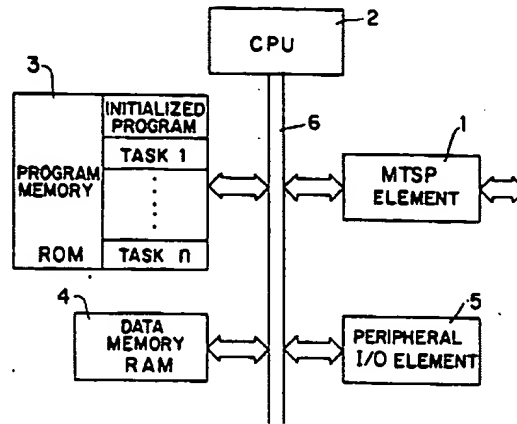 2
CPU
3
6
INITIALIZED
PROGRAM
TASK 1
PROGRAM
MEMORY
ROM
TASK n
1
MTSP
ELEMENT
4
DATA
MEMORY
RAM
5
PERIPHERAL
I/O ELEMENT